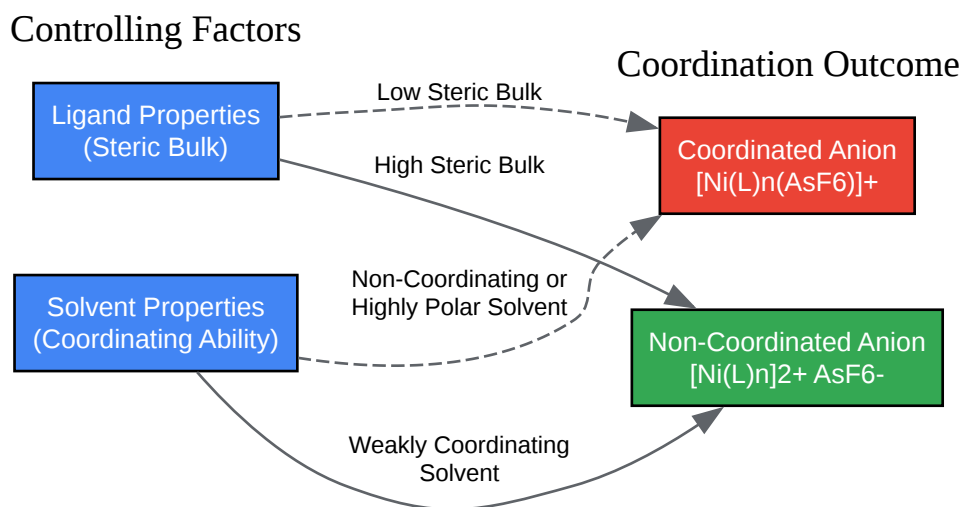 Controlling Factors
Coordination Outcome
Low Steric Bulk
Ligand Properties
(Steric Bulk)
Coordinated Anion
[Ni(L)n(AsF6)]+
High Steric Bulk
Non-Coordinating or
Highly Polar Solvent
Solvent Properties
(Coordinating Ability)
Non-Coordinated Anion
[Ni(L)n]2+ AsF6-
Weakly Coordinating
Solvent